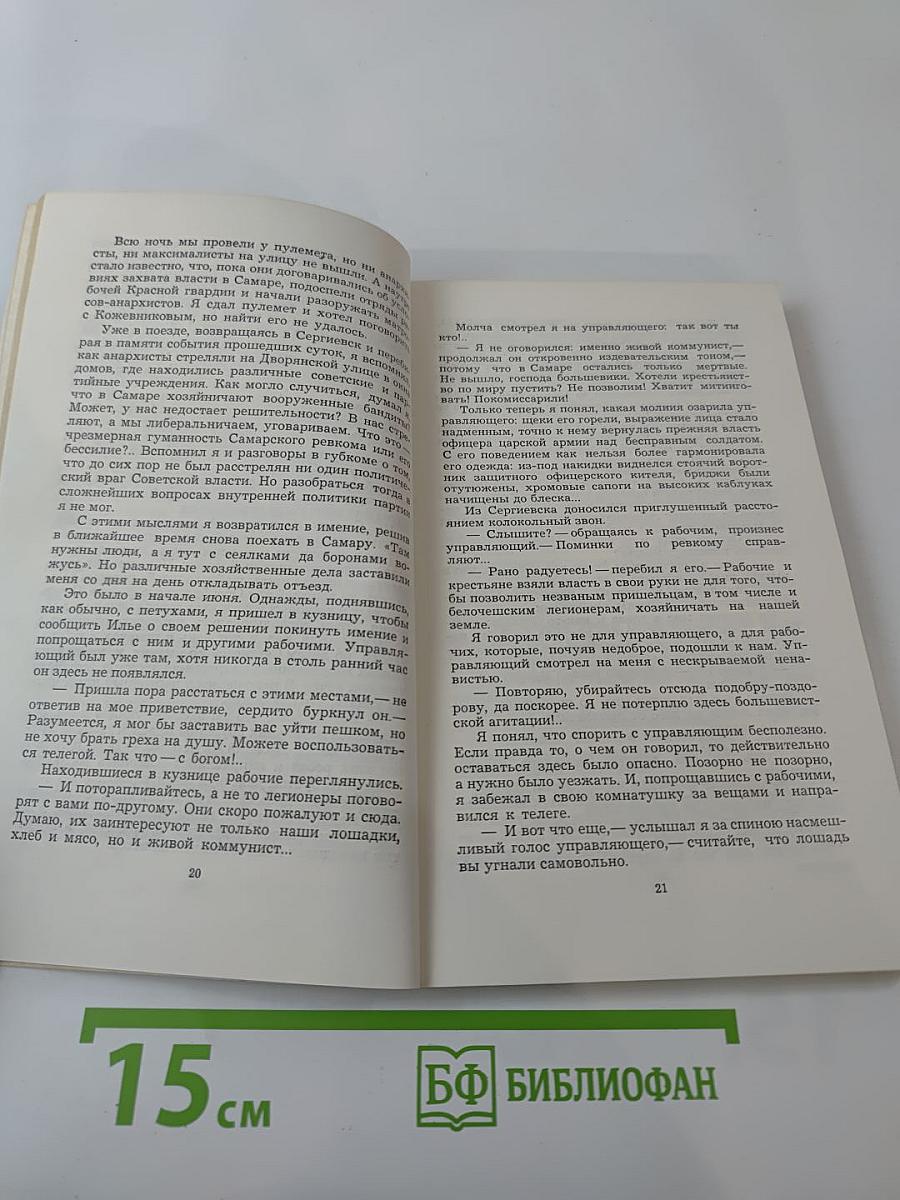 Всю ночь мы провели у пулемета, но ни анархи-
сты, ни максималисты на улицу не вышли. А наутро
стало известно, что, пока они договаривались об усло-
виях захвата власти в Самаре, подоспели отряды ра-
бочей Красной гвардии и начали разоружать матро-
сов-анархистов. Я сдал пулемет и хотел поговорить
с Кожевниковым, но найти его не удалось.
Уже в поезде, возвращаясь в Сергиевск и переби-
рая в памяти события прошедших суток, я вспомнил,
как анархисты стреляли на Дворянской улице в окна
домов, где находились различные советские и пар-
тийные учреждения. Как могло случиться, думал я,
что в Самаре хозяйничают вооруженные бандиты?
Может, у нас недостает решительности? В нас стре-
ляют, а мы либеральничаем, уговариваем. Что это —
чрезмерная гуманность Самарского ревкома или его
бессилие?.. Вспомнил я и разговоры в губкоме о том,
что до сих пор не был расстрелян ни один политиче-
ский враг Советской власти. Но разобраться тогда в
сложнейших вопросах внутренней политики партии
я не мог.
С этими мыслями я возвратился в имение, решив
в ближайшее время снова поехать в Самару. «Там
нужны люди, а я тут с сеялками да боронами во-
жусь». Но различные хозяйственные дела заставили
меня со дня на день откладывать отъезд.
Это было в начале июня. Однажды, поднявшись,
как обычно, с петухами, я пришел в кузницу, чтобы
сообщить Илье о своем решении покинуть имение и
попрощаться с ним и другими рабочими. Управля-
ющий был уже там, хотя никогда в столь ранний час
он здесь не появлялся.
— Пришла пора расстаться с этими местами,— не
ответив на мое приветствие, сердито буркнул он.—
Разумеется, я мог бы заставить вас уйти пешком, но
не хочу брать греха на душу. Можете воспользовать-
ся телегой. Так что — с богом!..
Находившиеся в кузнице рабочие переглянулись.
— И поторапливайтесь, а не то легионеры погово-
рят с вами по-другому. Они скоро пожалуют и сюда.
Думаю, их заинтересуют не только наши лошадки,
хлеб и мясо, но и живой коммунист...
20
Молча смотрел я на управляющего: так вот ты
кто!..
— Я не оговорился: именно живой коммунист,—
продолжал он откровенно издевательским тоном,—
потому что в Самаре остались только мертвые.
Не вышло, господа большевики. Хотели крестьянст-
во по миру пустить? Не позволим! Хватит митинго-
вать! Покомиссарили!
Только теперь я понял, какая молния озарила уп-
равляющего: щеки его горели, выражение лица стало
надменным, точно к нему вернулась прежняя власть
офицера царской армии над бесправным солдатом.
С его поведением как нельзя более гармонировала
его одежда: из-под накидки виднелся стоячий ворот-
ник защитного офицерского кителя, бриджи были
отутюжены, хромовые сапоги на высоких каблуках
начищены до блеска...
Из Сергиевска доносился приглушенный рассто-
янием колокольный звон.
— Слышите? — обращаясь к рабочим, произнес
управляющий.— Поминки по ревкому справ-
ляют...
— Рано радуетесь! — перебил я его.— Рабочие и
крестьяне взяли власть в свои руки не для того, что-
бы позволить незваным пришельцам, в том числе и
белочешским легионерам, хозяйничать на нашей
земле.
Я говорил это не для управляющего, а для рабо-
чих, которые, почуяв недоброе, подошли к нам. Уп-
равляющий смотрел на меня с нескрываемой нена-
вистью.
— Повторяю, убирайтесь отсюда подобру-поздо-
рову, да поскорее. Я не потерплю здесь большевист-
ской агитации!..
Я понял, что спорить с управляющим бесполезно.
Если правда то, о чем он говорил, то действительно
оставаться здесь было опасно. Позорно не позорно,
а нужно было уезжать. И, попрощавшись с рабочими,
я забежал в свою комнатушку за вещами и напра-
вился к телеге.
— И вот что еще,— услышал я за спиною насмеш-
ливый голос управляющего,— считайте, что лошадь
вы угнали самовольно.
21
15 см
БФ БИБЛИОФАН